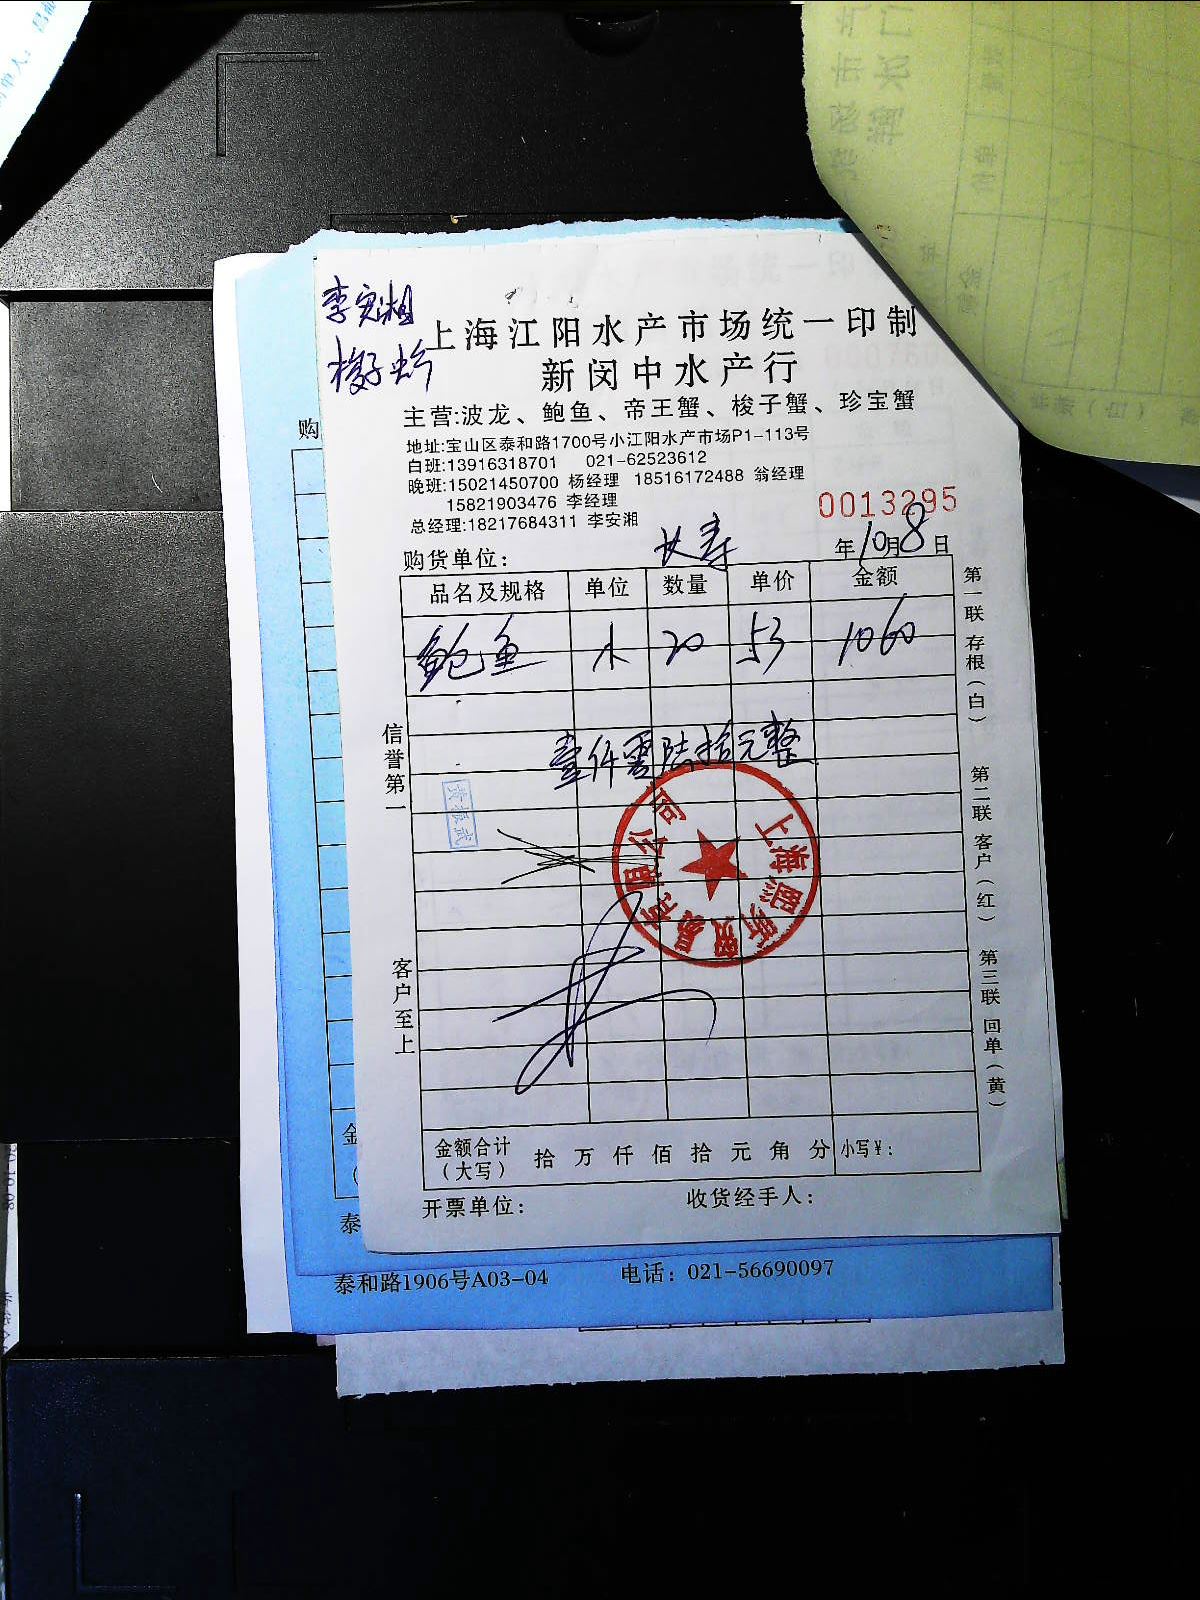 李安湘
梭子蟹
上海江阳水产市场统一印制
新闵中水产行
主营:波龙、鲍鱼、帝王蟹、梭子蟹、珍宝蟹
地址:宝山区泰和路1700号小江阳水产市场P1-113号
白班:13916318701 021-62523612
晚班:15021450700 杨经理 18516172488 翁经理
15821903476 李经理
总经理:18217684311 李安湘
0013295
购货单位: 长寿 年10月8日
品名及规格 单位 数量 单价 金额
鲍鱼 20 53 1060
壹仟零陆拾元整
信誉第一
客户至上
第一联 存根(白)
第二联 客户(红)
第三联 回单(黄)
金额合计(大写) 拾 万 仟 佰 拾 元 角 分 小写¥:
开票单位: 收货经手人:
购
金
泰
泰和路1906号A03-04 电话: 021-56690097